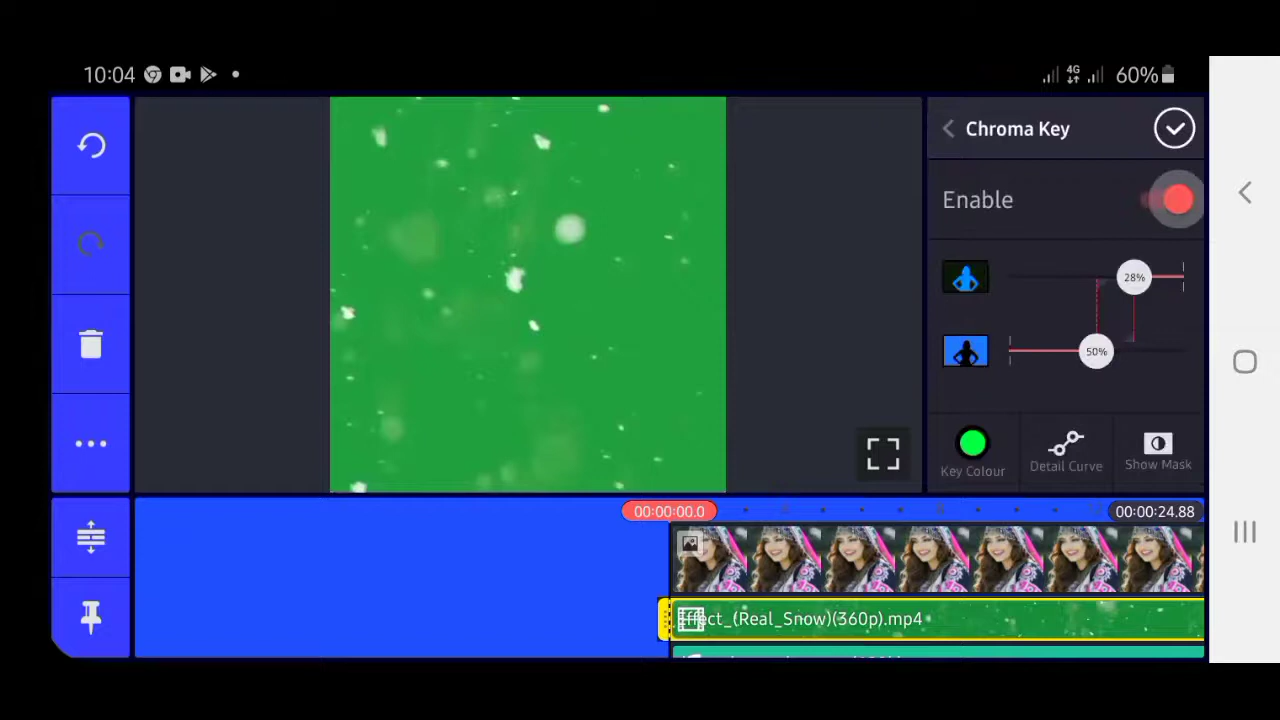 10:04
4G
60%
Chroma Key
Enable
28%
50%
Key Colour
Detail Curve
Show Mask
00:00:00.0
00:00:24.88
ffect_(Real_Snow)(360p).mp4